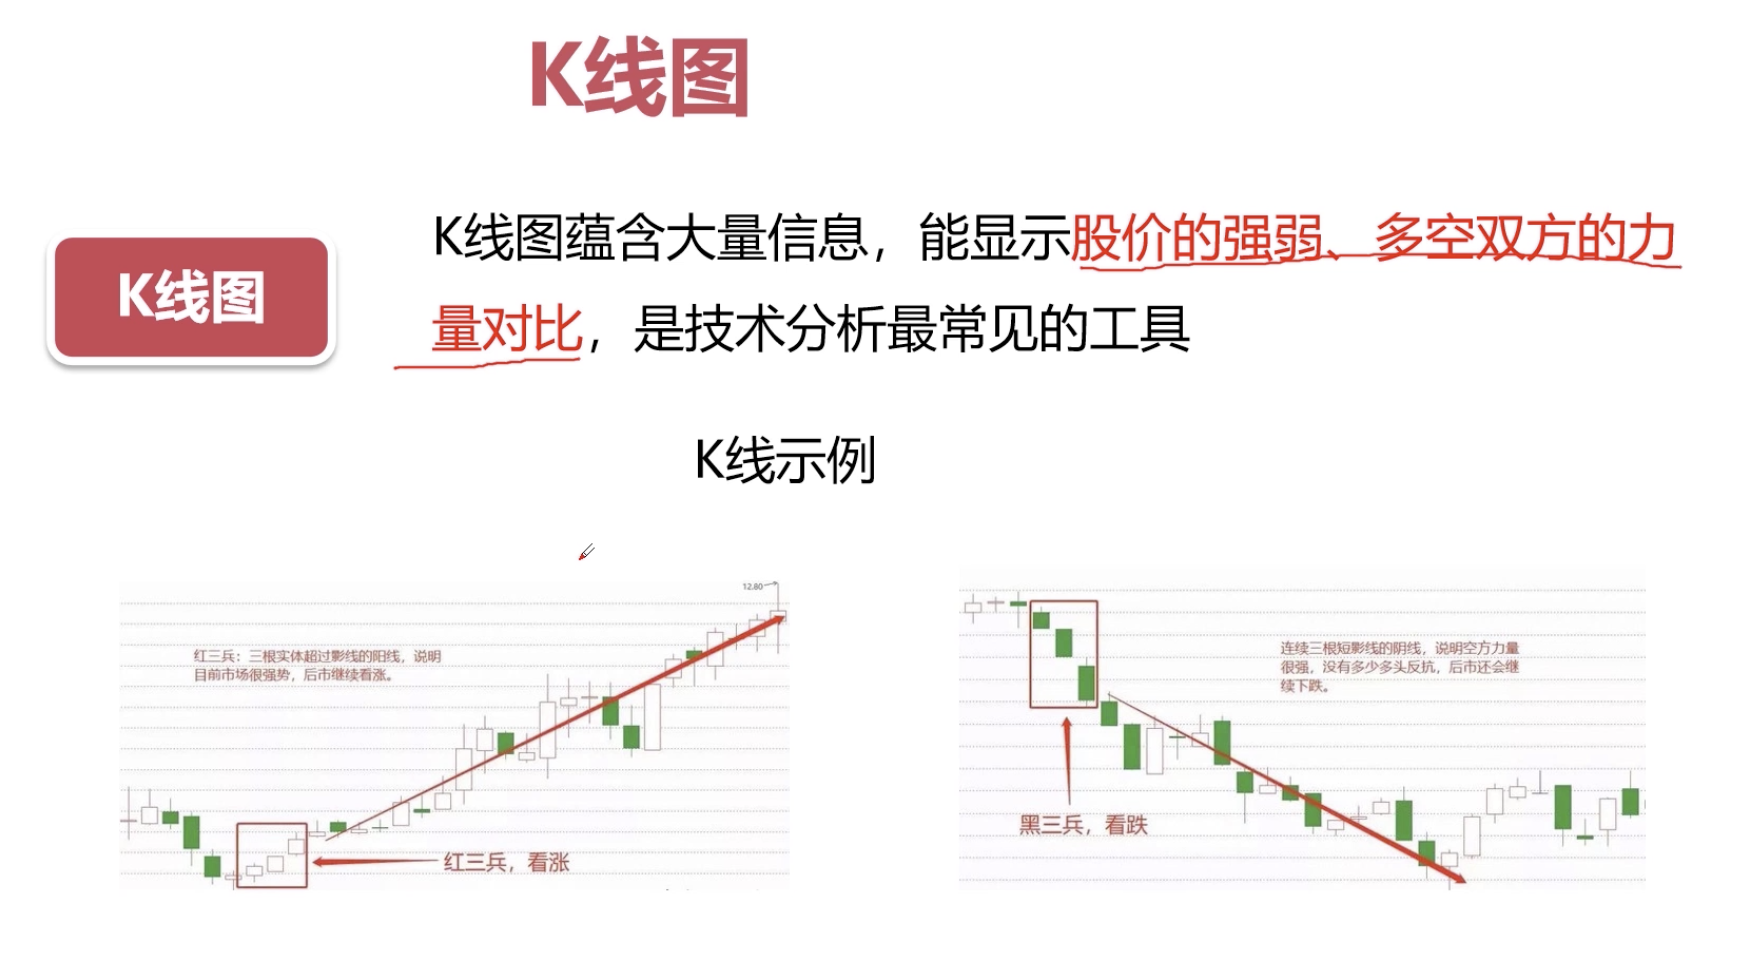 K线图
K线图
K线图蕴含大量信息，能显示股价的强弱、多空双方的力
量对比，是技术分析最常见的工具
K线示例
12.80
红三兵：三根实体超过影线的阳线，说明
目前市场很强势，后市继续看涨。
红三兵，看涨
连续三根短影线的阴线，说明空方力量
很强，没有多少多头反抗，后市还会继
续下跌。
黑三兵，看跌